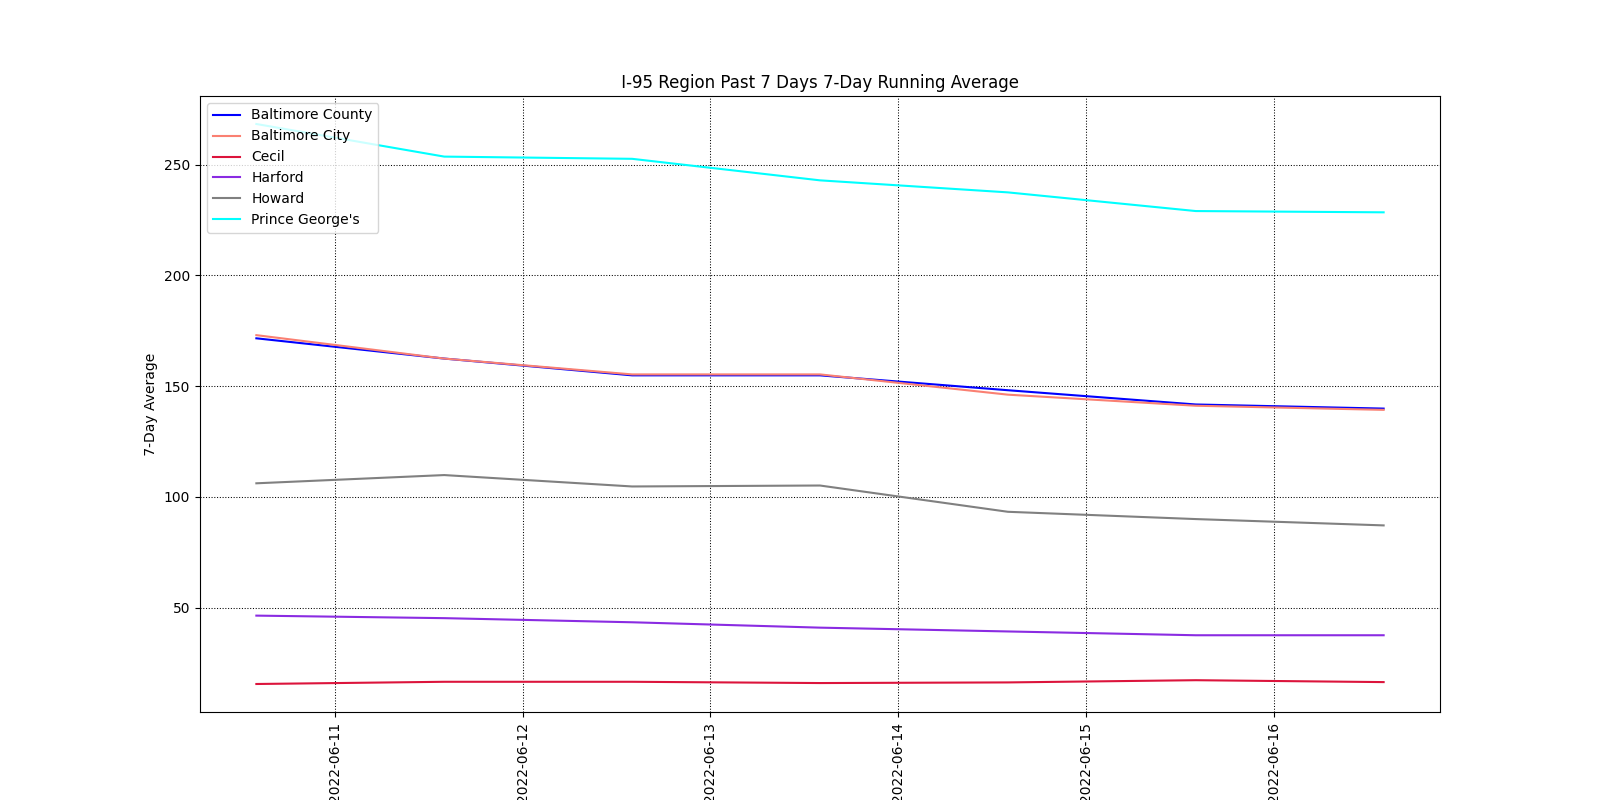 I-95 Region Past 7 Days 7-Day Running Average
Baltimore County
Baltimore City
Cecil
Harford
Howard
Prince George's
7-Day Average
250
200
150
100
50
2022-06-11
2022-06-12
2022-06-13
2022-06-14
2022-06-15
2022-06-16